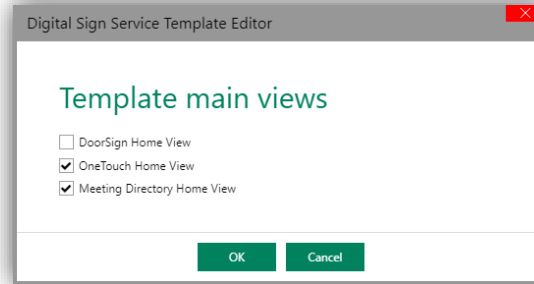 Digital Sign Service Template Editor
Template main views
DoorSign Home View
OneTouch Home View
Meeting Directory Home View
OK Cancel